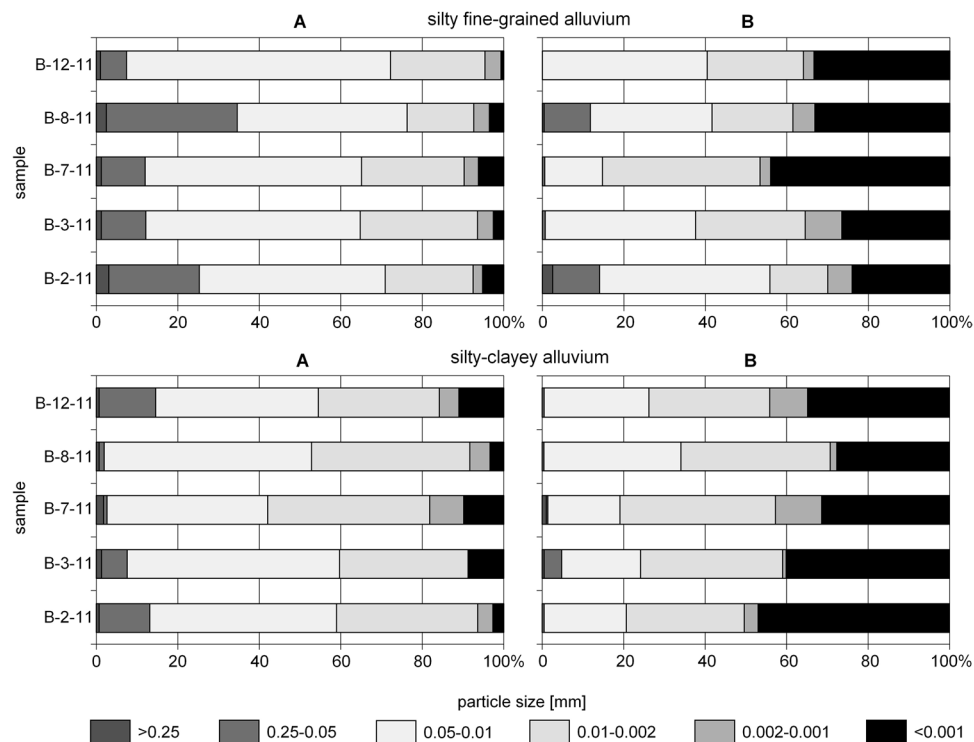 A silty fine-grained alluvium B
B-12-11
B-8-11
B-7-11
B-3-11
B-2-11
sample
0 20 40 60 80 100% 0 20 40 60 80 100%
A silty-clayey alluvium B
B-12-11
B-8-11
B-7-11
B-3-11
B-2-11
sample
0 20 40 60 80 100% 0 20 40 60 80 100%
particle size [mm]
>0.25 0.25-0.05 0.05-0.01 0.01-0.002 0.002-0.001 <0.001